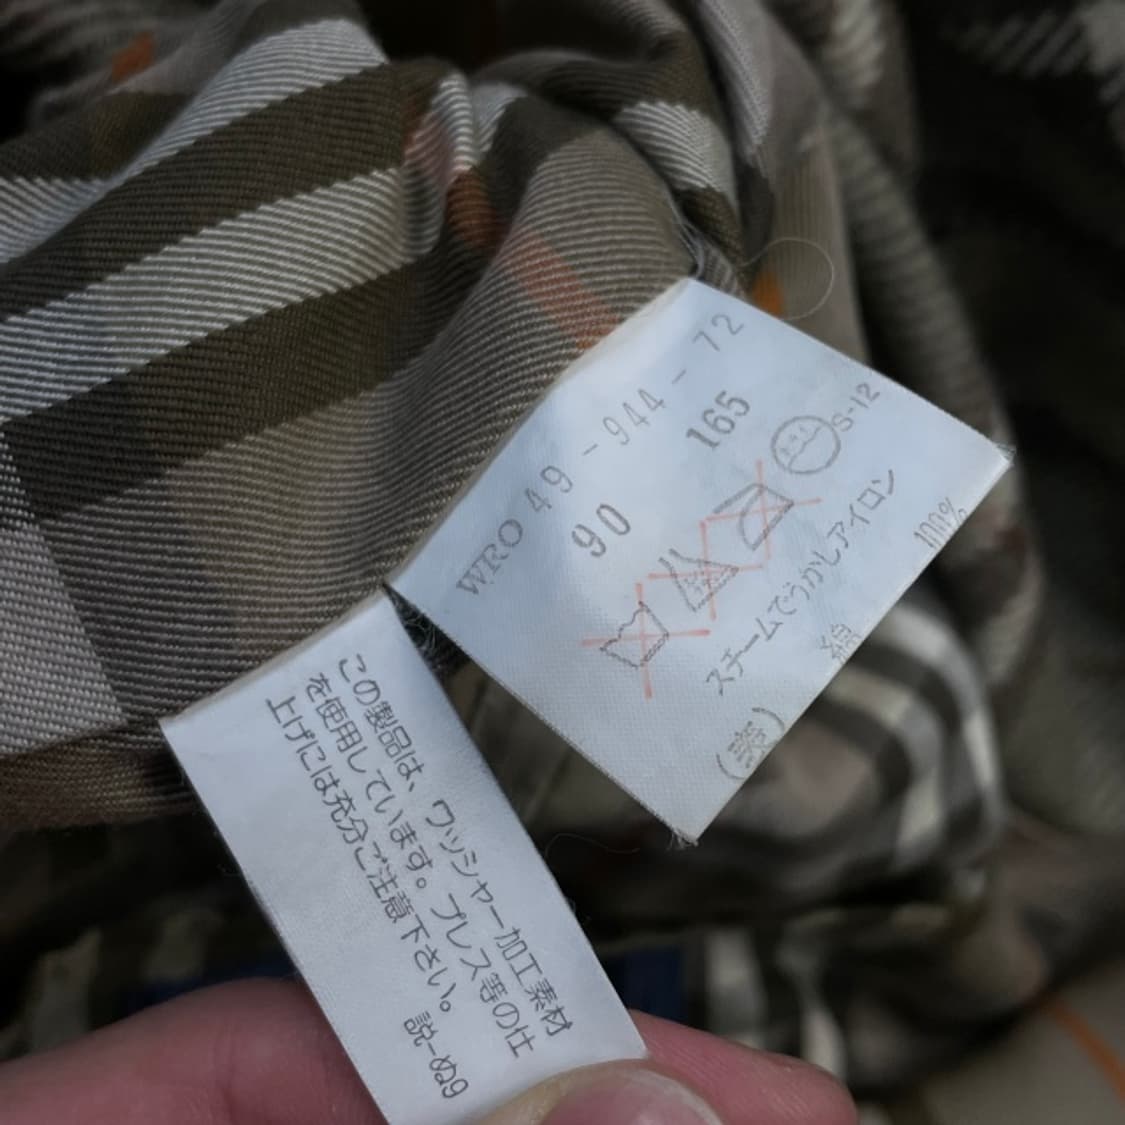 WRO 49-944-72
90 165
S-12
スチームでうかしアイロン
綿 100%
この製品は、ワッシャー加工素材
を使用しています。プレス等の仕
上げには充分ご注意下さい。
説-ぬ9